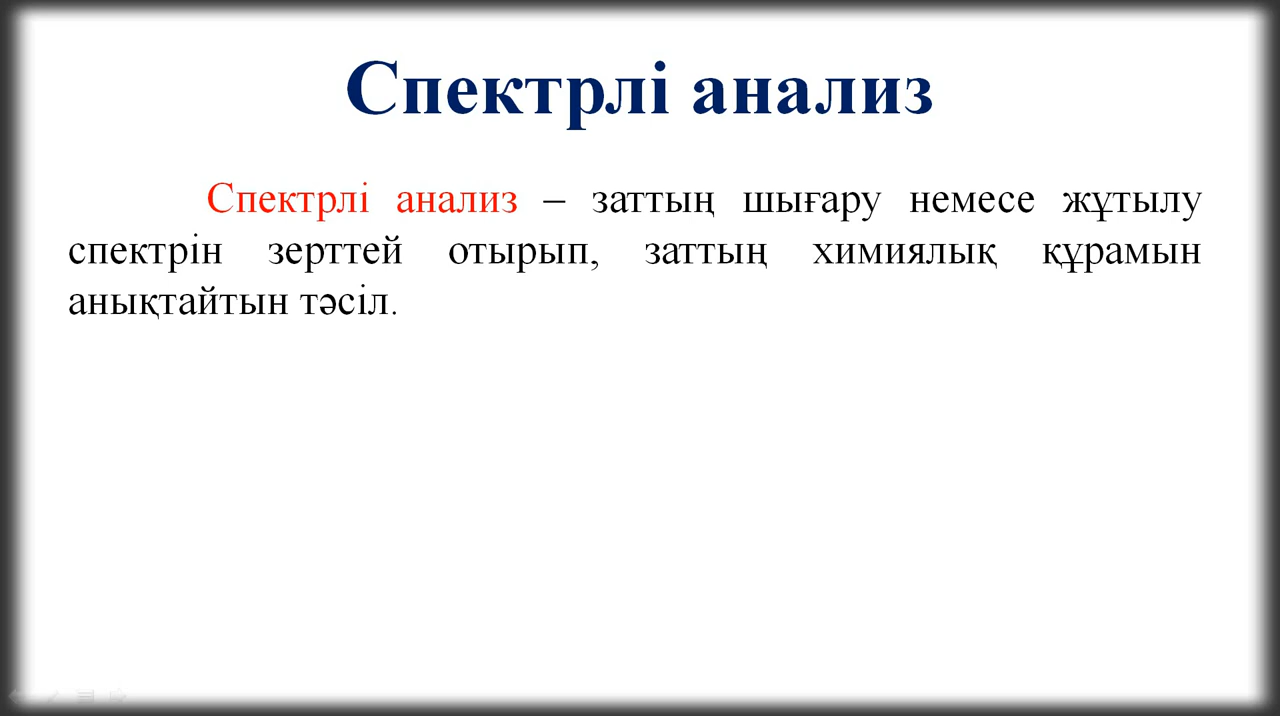 Спектрлі анализ
Спектрлі анализ – заттың шығару немесе жұтылу
спектрін зерттей отырып, заттың химиялық құрамын
анықтайтын тәсіл.